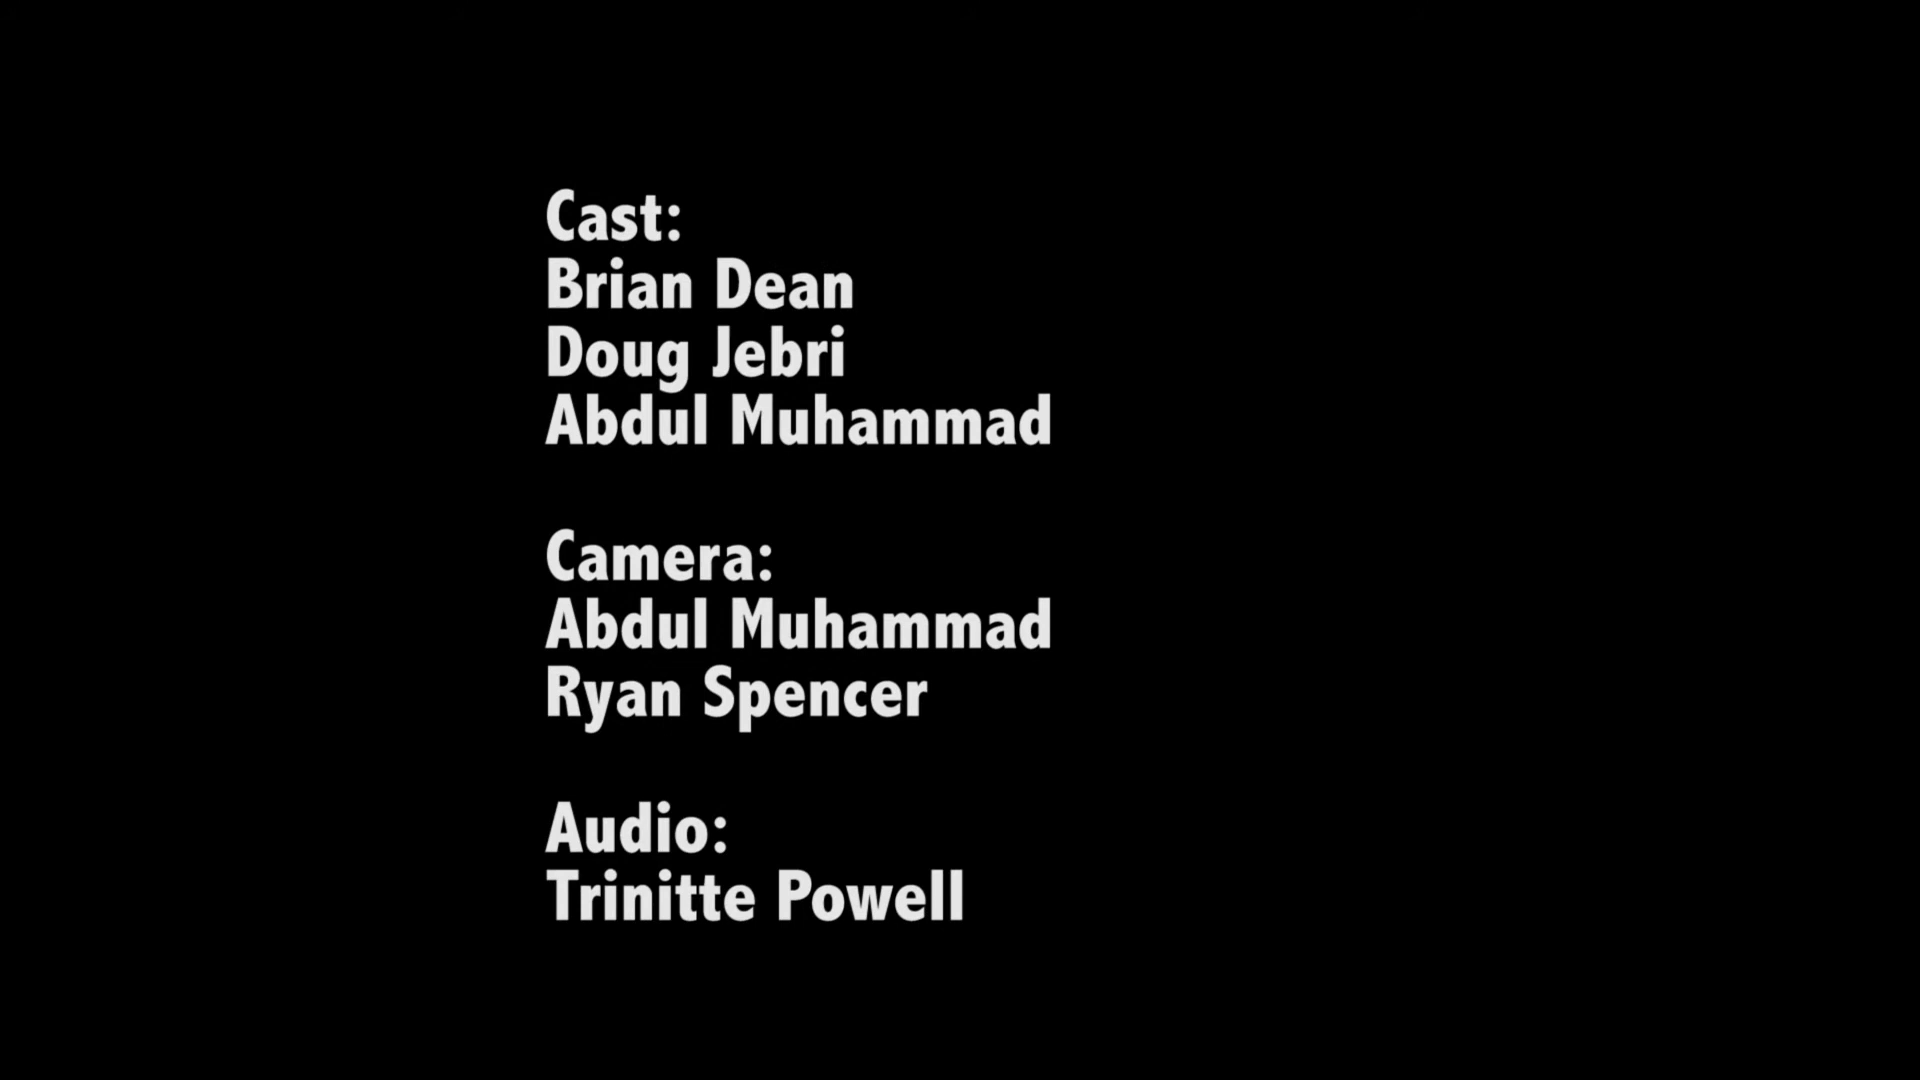 Cast:
Brian Dean
Doug Jebri
Abdul Muhammad
Camera:
Abdul Muhammad
Ryan Spencer
Audio:
Trinitte Powell